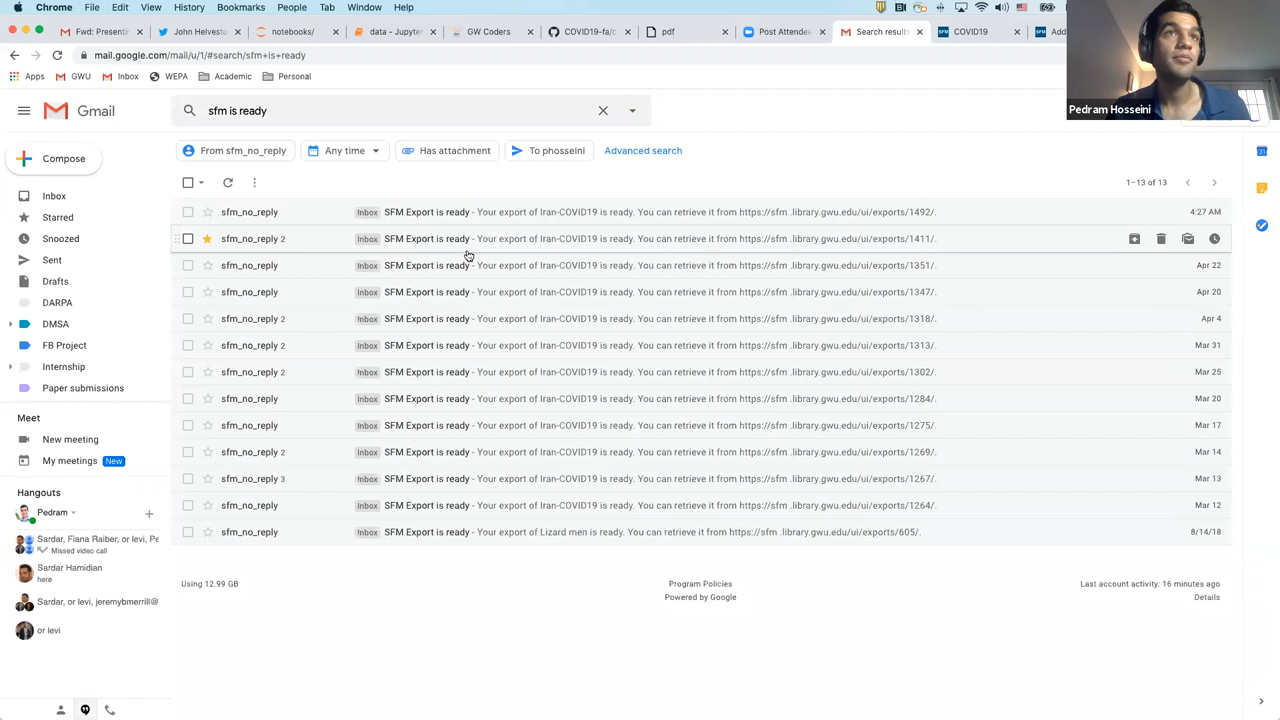 Chrome File Edit View History Bookmarks People Tab Window Help
Fwd: Presentin × John Helvesto × notebooks/ × data - Jupyter × GW Coders × COVID19-fa/c × pdf × Post Attende × Search results × COVID19 × Add
mail.google.com/mail/u/1/#search/sfm+is+ready
Apps GWU Inbox WEPA Academic Personal
Pedram Hosseini
Gmail
sfm is ready
Compose
From sfm_no_reply Any time Has attachment To phosseini Advanced search
1–13 of 13
Inbox
Starred
Snoozed
Sent
Drafts
DARPA
DMSA
FB Project
Internship
Paper submissions
Meet
New meeting
My meetings New
Hangouts
Pedram
Sardar, Fiana Raiber, or levi, Pe
Missed video call
Sardar Hamidian
here
Sardar, or levi, jeremybmerrill@
or levi
sfm_no_reply Inbox SFM Export is ready - Your export of Iran-COVID19 is ready. You can retrieve it from https://sfm .library.gwu.edu/ui/exports/1492/. 4:27 AM
sfm_no_reply 2 Inbox SFM Export is ready - Your export of Iran-COVID19 is ready. You can retrieve it from https://sfm .library.gwu.edu/ui/exports/1411/.
sfm_no_reply Inbox SFM Export is ready - Your export of Iran-COVID19 is ready. You can retrieve it from https://sfm .library.gwu.edu/ui/exports/1351/. Apr 22
sfm_no_reply Inbox SFM Export is ready - Your export of Iran-COVID19 is ready. You can retrieve it from https://sfm .library.gwu.edu/ui/exports/1347/. Apr 20
sfm_no_reply 2 Inbox SFM Export is ready - Your export of Iran-COVID19 is ready. You can retrieve it from https://sfm .library.gwu.edu/ui/exports/1318/. Apr 4
sfm_no_reply 2 Inbox SFM Export is ready - Your export of Iran-COVID19 is ready. You can retrieve it from https://sfm .library.gwu.edu/ui/exports/1313/. Mar 31
sfm_no_reply 2 Inbox SFM Export is ready - Your export of Iran-COVID19 is ready. You can retrieve it from https://sfm .library.gwu.edu/ui/exports/1302/. Mar 25
sfm_no_reply Inbox SFM Export is ready - Your export of Iran-COVID19 is ready. You can retrieve it from https://sfm .library.gwu.edu/ui/exports/1284/. Mar 20
sfm_no_reply Inbox SFM Export is ready - Your export of Iran-COVID19 is ready. You can retrieve it from https://sfm .library.gwu.edu/ui/exports/1275/. Mar 17
sfm_no_reply 2 Inbox SFM Export is ready - Your export of Iran-COVID19 is ready. You can retrieve it from https://sfm .library.gwu.edu/ui/exports/1269/. Mar 14
sfm_no_reply 3 Inbox SFM Export is ready - Your export of Iran-COVID19 is ready. You can retrieve it from https://sfm .library.gwu.edu/ui/exports/1267/. Mar 13
sfm_no_reply Inbox SFM Export is ready - Your export of Iran-COVID19 is ready. You can retrieve it from https://sfm .library.gwu.edu/ui/exports/1264/. Mar 12
sfm_no_reply Inbox SFM Export is ready - Your export of Lizard men is ready. You can retrieve it from https://sfm .library.gwu.edu/ui/exports/605/. 8/14/18
Using 12.99 GB
Program Policies
Powered by Google
Last account activity: 16 minutes ago
Details